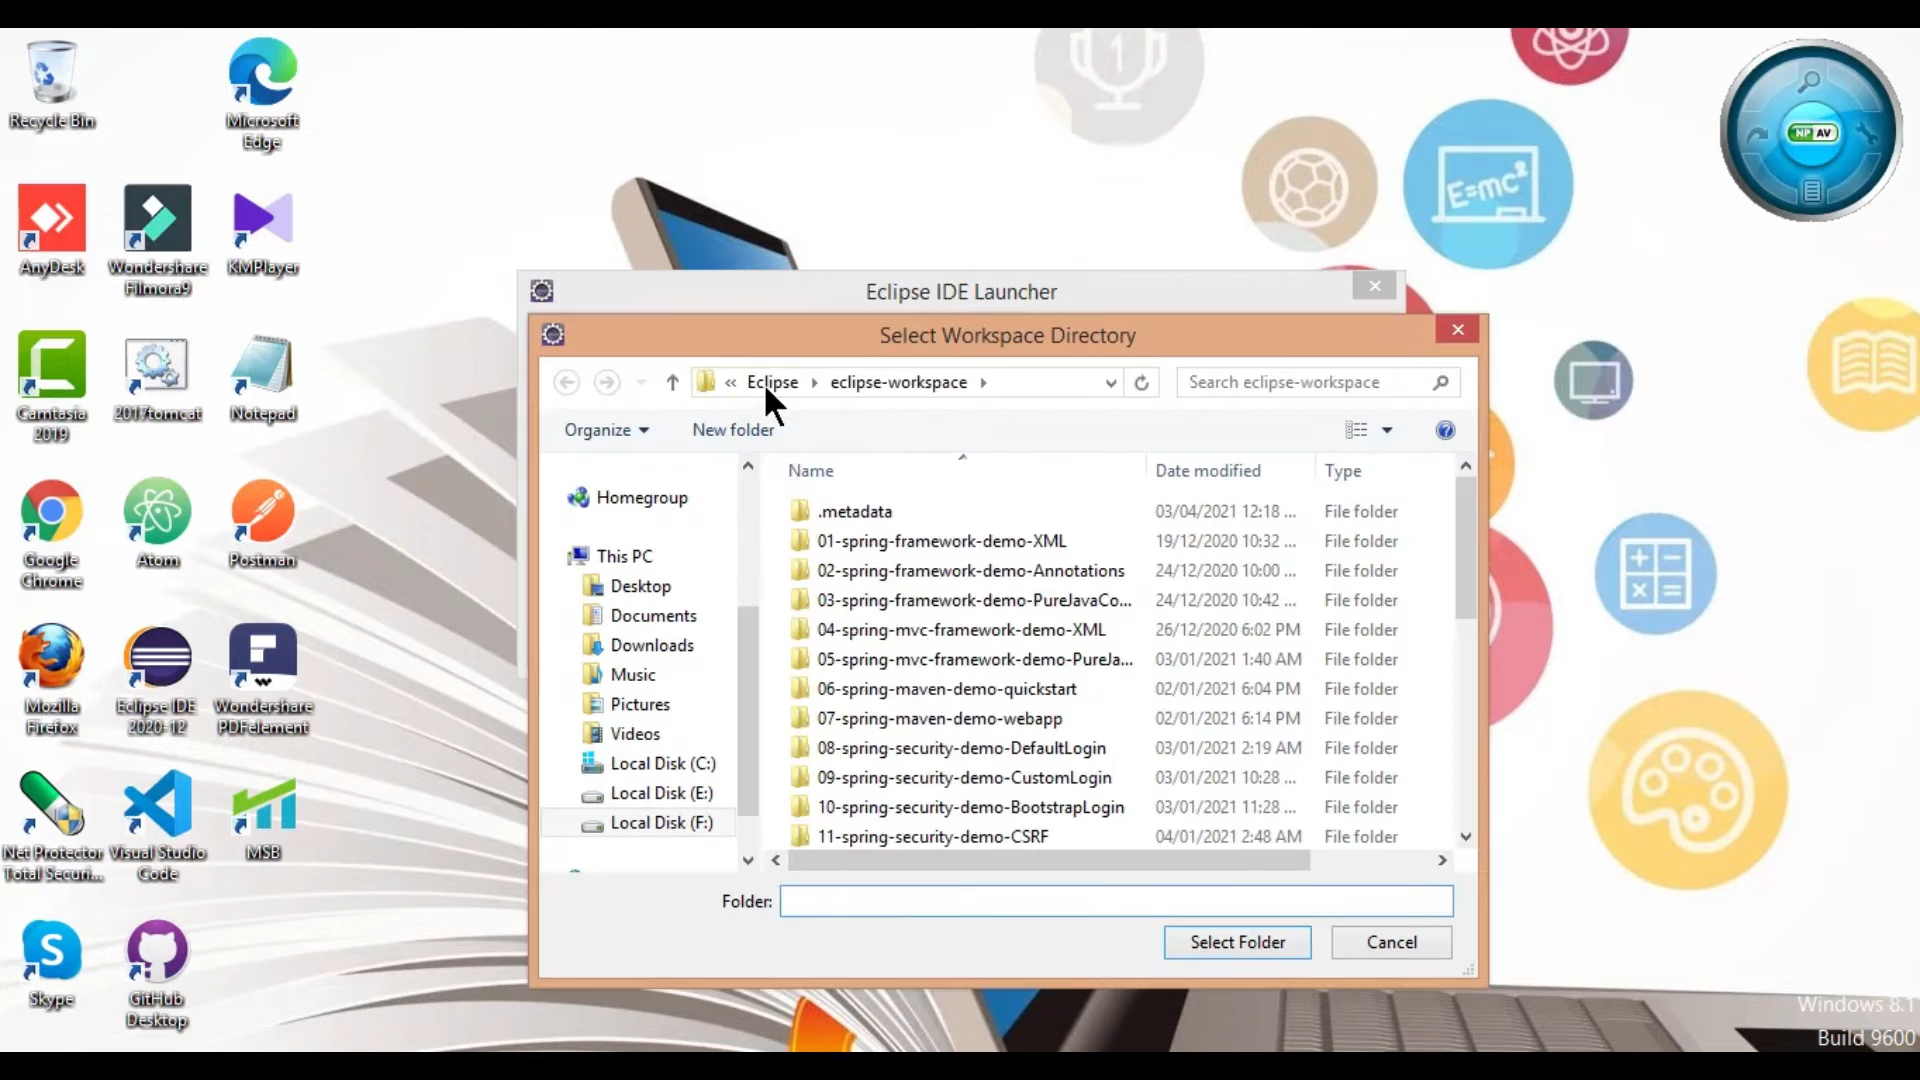 Recycle Bin
Microsoft
Edge
AnyDesk
Wondershare
Filmora9
KMPlayer
Camtasia
2019
2017tomcat
Notepad
Google
Chrome
Atom
Postman
Mozilla
Firefox
Eclipse IDE
2020-12
Wondershare
PDFelement
Net Protector
Total Securi...
Visual Studio
Code
MSB
Skype
GitHub
Desktop
1
E=mc²
NP AV
Eclipse IDE Launcher
Select Workspace Directory
« Eclipse eclipse-workspace
Search eclipse-workspace
Organize
New folder
Homegroup
This PC
Desktop
Documents
Downloads
Music
Pictures
Videos
Local Disk (C:)
Local Disk (E:)
Local Disk (F:)
Name Date modified Type
.metadata 03/04/2021 12:18 ... File folder
01-spring-framework-demo-XML 19/12/2020 10:32 ... File folder
02-spring-framework-demo-Annotations 24/12/2020 10:00 ... File folder
03-spring-framework-demo-PureJavaCo... 24/12/2020 10:42 ... File folder
04-spring-mvc-framework-demo-XML 26/12/2020 6:02 PM File folder
05-spring-mvc-framework-demo-PureJa... 03/01/2021 1:40 AM File folder
06-spring-maven-demo-quickstart 02/01/2021 6:04 PM File folder
07-spring-maven-demo-webapp 02/01/2021 6:14 PM File folder
08-spring-security-demo-DefaultLogin 03/01/2021 2:19 AM File folder
09-spring-security-demo-CustomLogin 03/01/2021 10:28 ... File folder
10-spring-security-demo-BootstrapLogin 03/01/2021 11:28 ... File folder
11-spring-security-demo-CSRF 04/01/2021 2:48 AM File folder
Folder:
Select Folder
Cancel
Windows 8.1
Build 9600